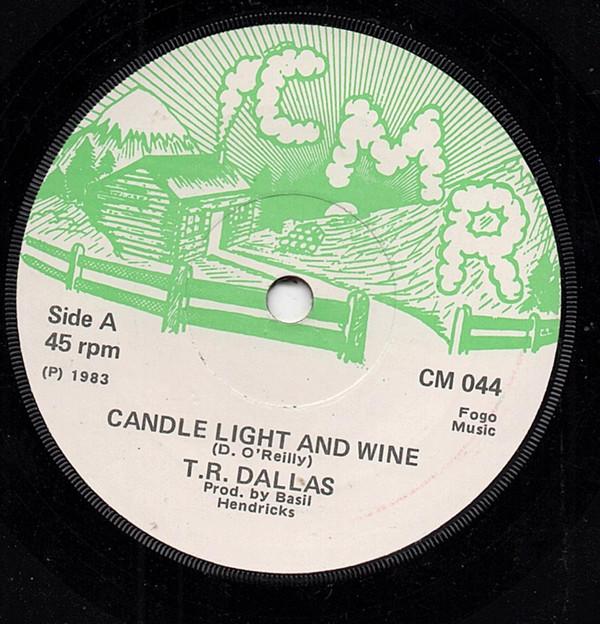 CMR
Side A
45 rpm
(P) 1983
CM 044
Fogo
Music
CANDLE LIGHT AND WINE
(D. O'Reilly)
T.R. DALLAS
Prod. by Basil
Hendricks